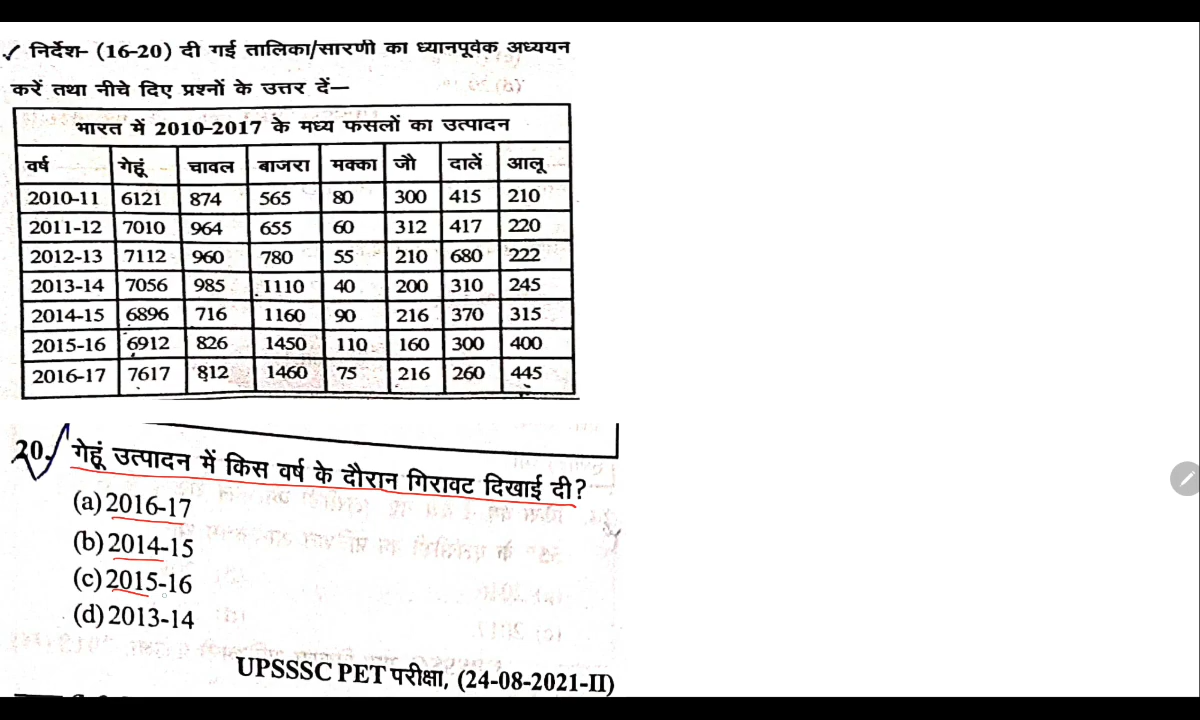 निर्देश- (16-20) दी गई तालिका/सारणी का ध्यानपूर्वक अध्ययन
करें तथा नीचे दिए प्रश्नों के उत्तर दें—
भारत में 2010-2017 के मध्य फसलों का उत्पादन
वर्ष गेहूं चावल बाजरा मक्का जौ दालें आलू
2010-11 6121 874 565 80 300 415 210
2011-12 7010 964 655 60 312 417 220
2012-13 7112 960 780 55 210 680 222
2013-14 7056 985 1110 40 200 310 245
2014-15 6896 716 1160 90 216 370 315
2015-16 6912 826 1450 110 160 300 400
2016-17 7617 812 1460 75 216 260 445
20. गेहूं उत्पादन में किस वर्ष के दौरान गिरावट दिखाई दी?
(a) 2016-17
(b) 2014-15
(c) 2015-16
(d) 2013-14
UPSSSC PET परीक्षा, (24-08-2021-II)